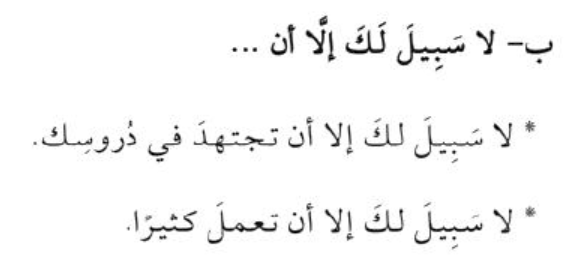 ب– لا سَبِيلَ لَكَ إلَّا أن ...
* لا سَبِيلَ لكَ إلا أن تجتهدَ في دُروسِك.
* لا سَبِيلَ لكَ إلا أن تعملَ كثيرًا.